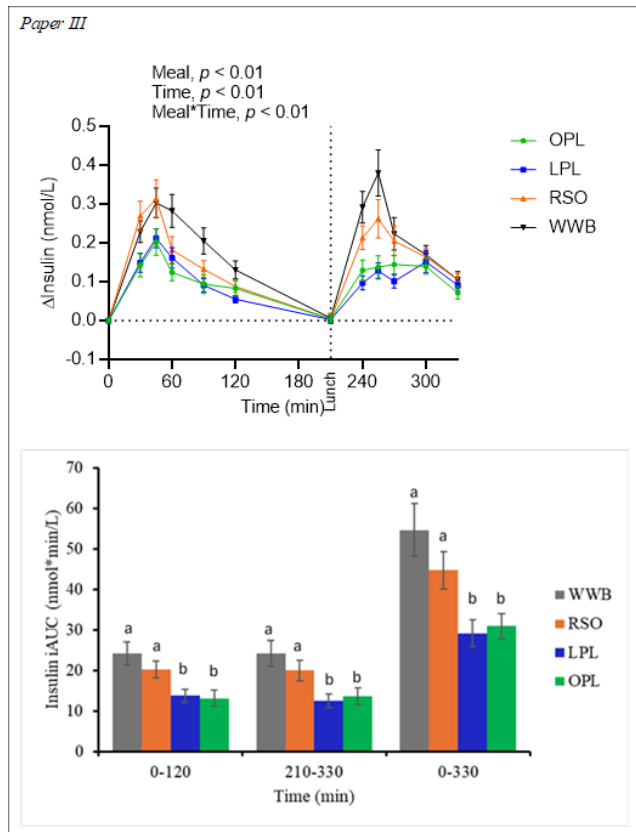 Paper III
Meal, p < 0.01
Time, p < 0.01
Meal*Time, p < 0.01
ΔInsulin (nmol/L)
0.5
0.4
0.3
0.2
0.1
0.0
-0.1
0 60 120 180 240 300
Lunch
Time (min)
OPL
LPL
RSO
WWB
Insulin iAUC (nmol*min/L)
70
60
50
40
30
20
10
0
a a b b
a a b b
a a b b
0-120 210-330 0-330
Time (min)
WWB
RSO
LPL
OPL